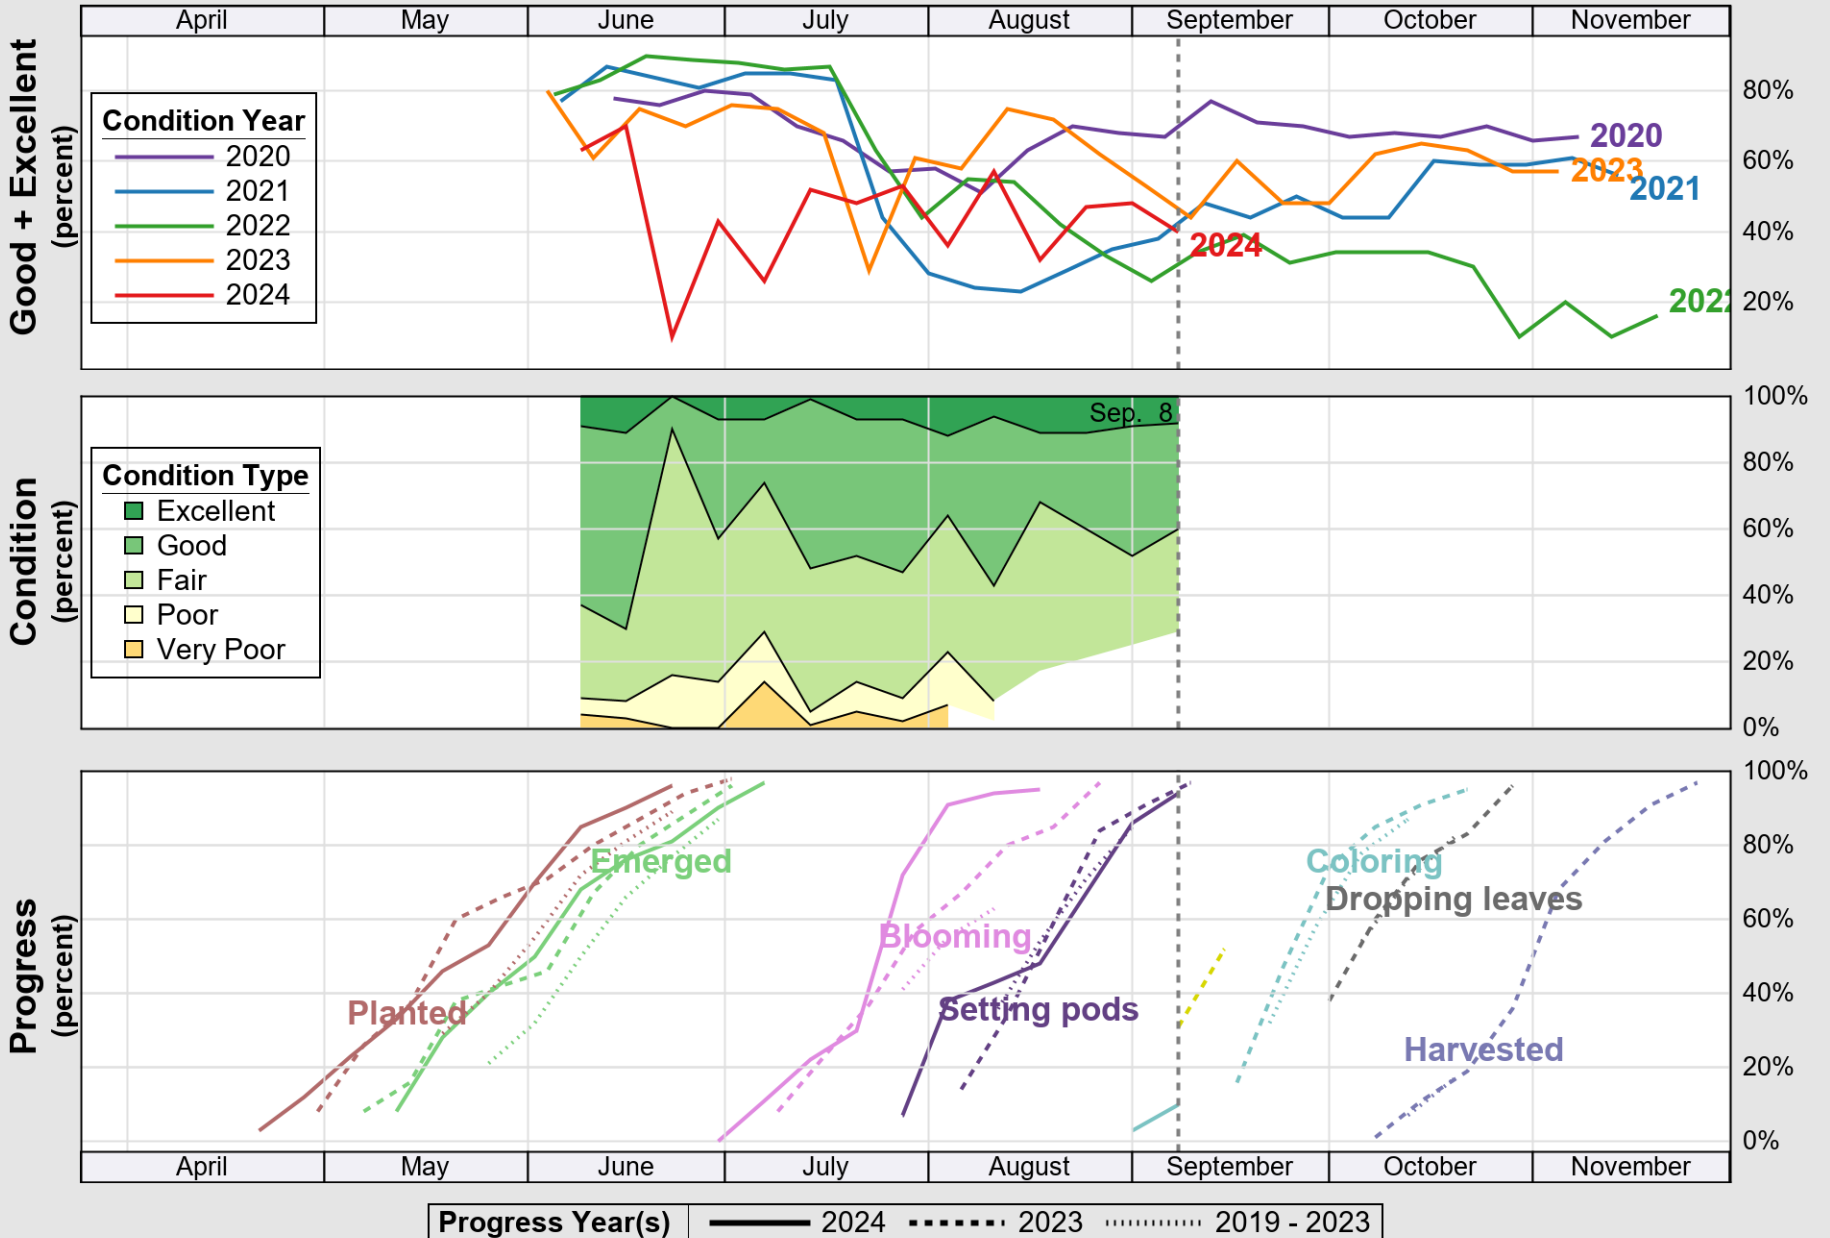 April May June July August September October November
Good + Excellent
(percent)
Condition Year
2020
2021
2022
2023
2024
80%
60%
40%
20%
2020
2023
2021
2024
2022
Condition
(percent)
Condition Type
Excellent
Good
Fair
Poor
Very Poor
Sep. 8
100%
80%
60%
40%
20%
0%
Progress
(percent)
Planted
Emerged
Blooming
Setting pods
Coloring
Dropping leaves
Harvested
100%
80%
60%
40%
20%
0%
April May June July August September October November
Progress Year(s) 2024 2023 2019 - 2023